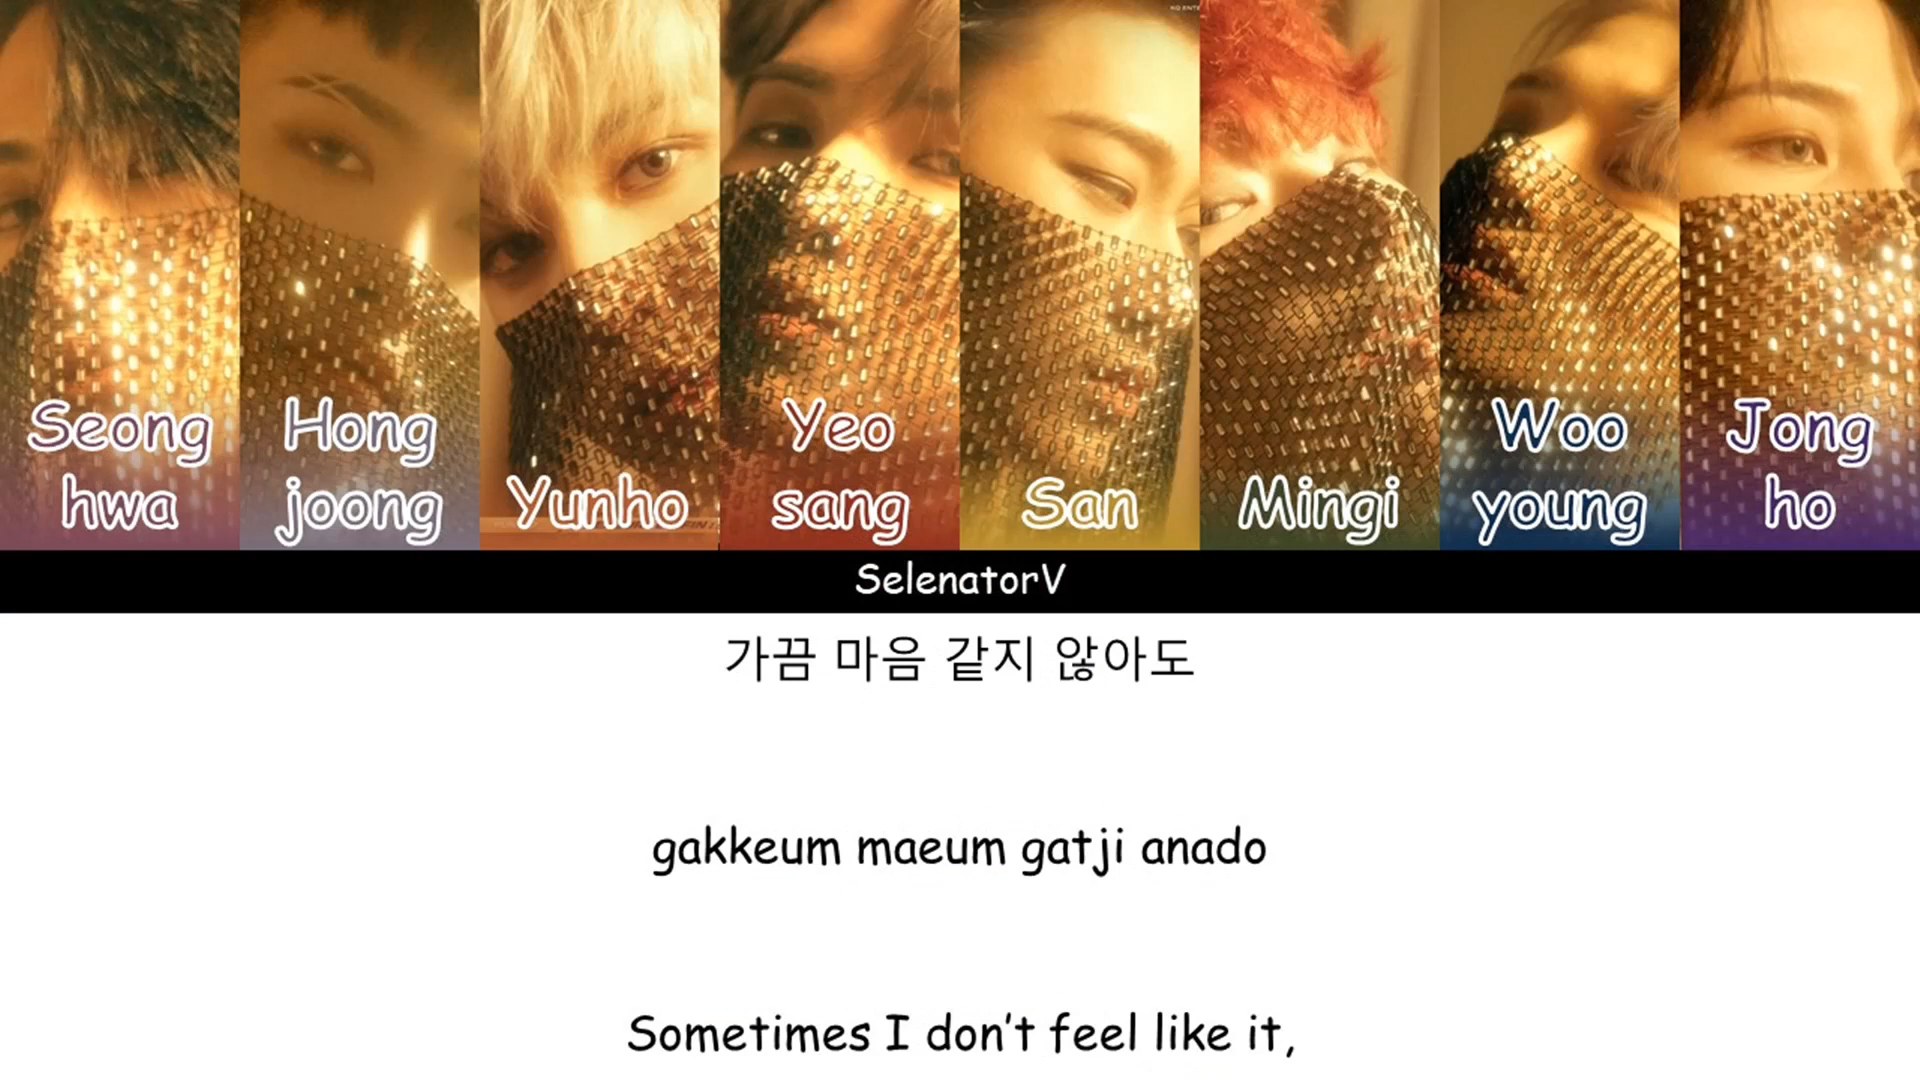 Seong
hwa
Hong
joong
Yunho
Yeo
sang
San
Mingi
Woo
young
Jong
ho
SelenatorV
가끔 마음 같지 않아도
gakkeum maeum gatji anado
Sometimes I don't feel like it,